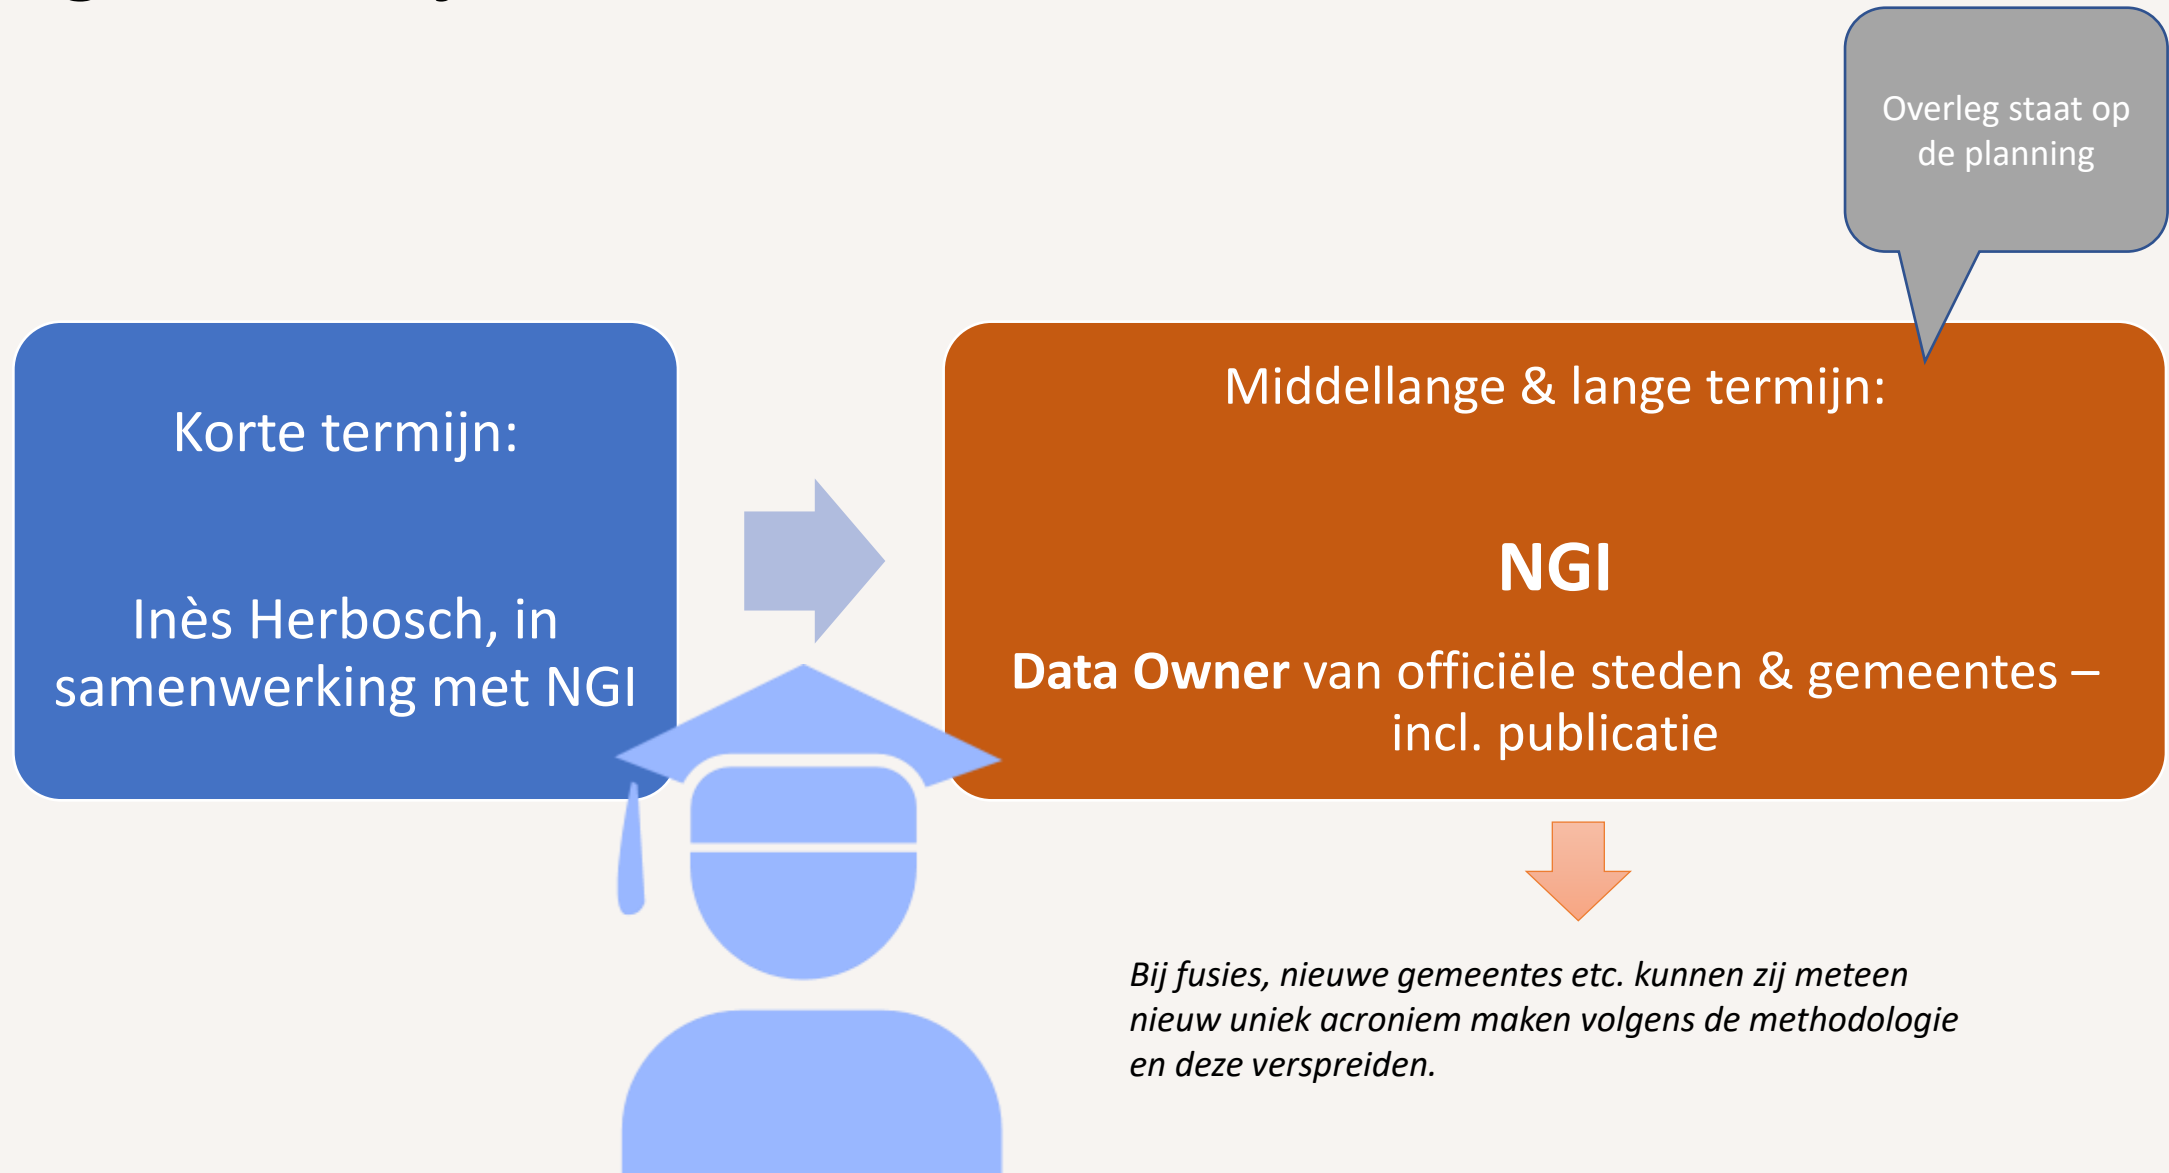 Overleg staat op
de planning
Korte termijn:
Inès Herbosch, in
samenwerking met NGI
Middellange & lange termijn:
NGI
Data Owner van officiële steden & gemeentes –
incl. publicatie
Bij fusies, nieuwe gemeentes etc. kunnen zij meteen
nieuw uniek acroniem maken volgens de methodologie
en deze verspreiden.